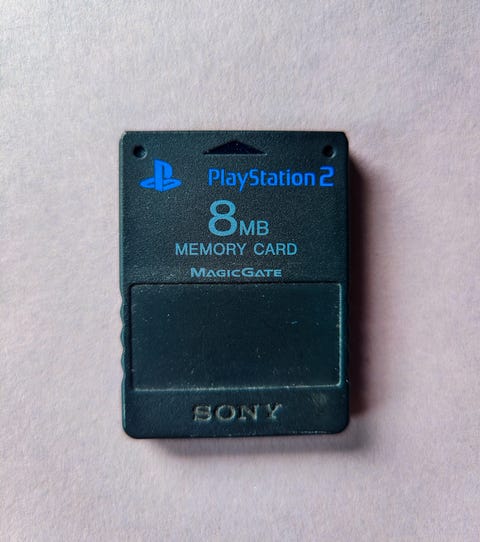 PlayStation 2
8MB
MEMORY CARD
MAGICGATE
SONY